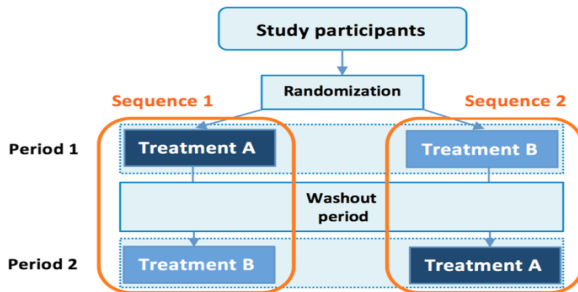 Study participants
Randomization
Sequence 1
Sequence 2
Period 1
Treatment A
Treatment B
Washout
period
Period 2
Treatment B
Treatment A